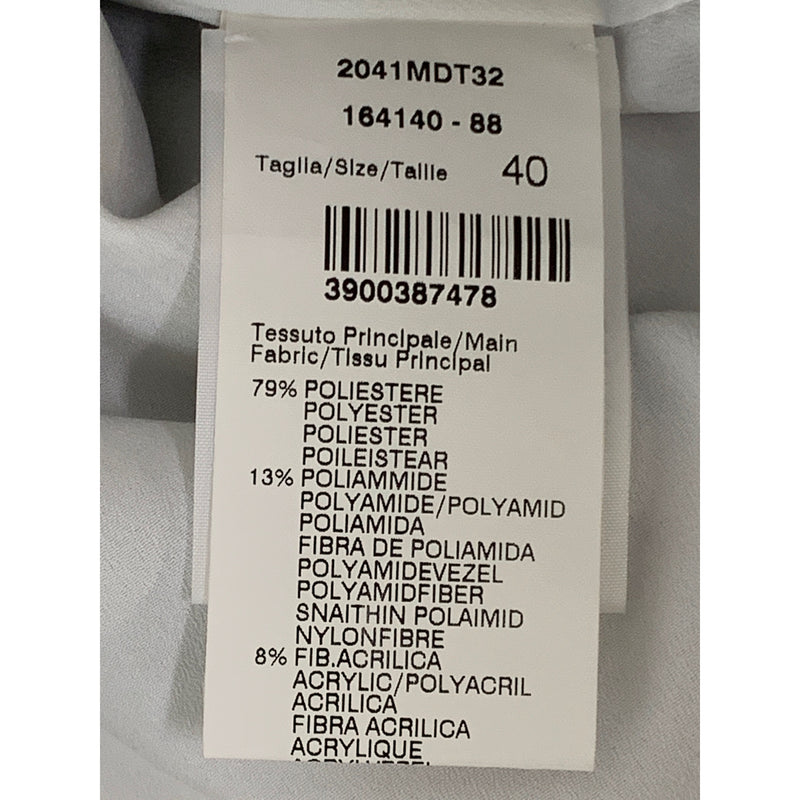 2041MDT32
164140 - 88
Taglia/Size/Taille 40
3900387478
Tessuto Principale/Main
Fabric/Tissu Principal
79% POLIESTERE
POLYESTER
POLIESTER
POILEISTEAR
13% POLIAMMIDE
POLYAMIDE/POLYAMID
POLIAMIDA
FIBRA DE POLIAMIDA
POLYAMIDEVEZEL
POLYAMIDFIBER
SNAITHIN POLAIMID
NYLONFIBRE
8% FIB.ACRILICA
ACRYLIC/POLYACRIL
ACRILICA
FIBRA ACRILICA
ACRYLIQUE